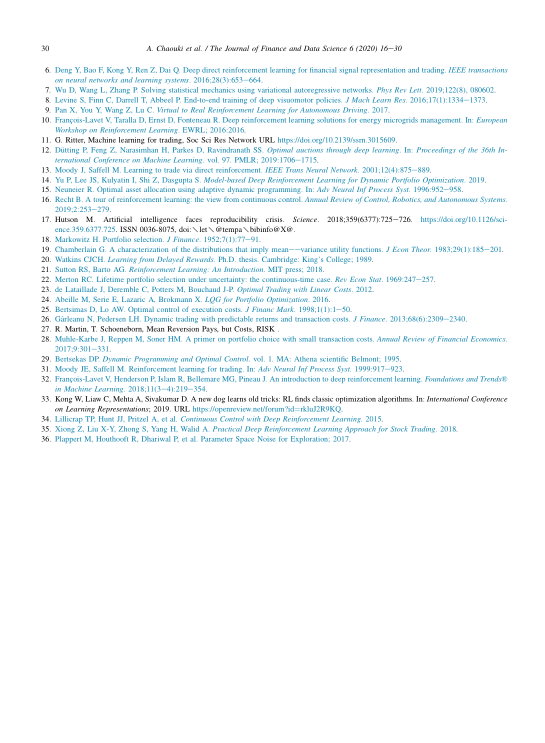 30
A. Chaouki et al. / The Journal of Finance and Data Science 6 (2020) 16–30
6. Deng Y, Bao F, Kong Y, Ren Z, Dai Q. Deep direct reinforcement learning for financial signal representation and trading. IEEE transactions
on neural networks and learning systems. 2016;28(3):653–664.
7. Wu D, Wang L, Zhang P. Solving statistical mechanics using variational autoregressive networks. Phys Rev Lett. 2019;122(8), 080602.
8. Levine S, Finn C, Darrell T, Abbeel P. End-to-end training of deep visuomotor policies. J Mach Learn Res. 2016;17(1):1334–1373.
9. Pan X, You Y, Wang Z, Lu C. Virtual to Real Reinforcement Learning for Autonomous Driving. 2017.
10. François-Lavet V, Taralla D, Ernst D, Fonteneau R. Deep reinforcement learning solutions for energy microgrids management. In: European
Workshop on Reinforcement Learning. EWRL; 2016:2016.
11. G. Ritter, Machine learning for trading, Soc Sci Res Network URL https://doi.org/10.2139/ssrn.3015609.
12. Dütting P, Feng Z, Narasimhan H, Parkes D, Ravindranath SS. Optimal auctions through deep learning. In: Proceedings of the 36th In-
ternational Conference on Machine Learning. vol. 97. PMLR; 2019:1706–1715.
13. Moody J, Saffell M. Learning to trade via direct reinforcement. IEEE Trans Neural Network. 2001;12(4):875–889.
14. Yu P, Lee JS, Kulyatin I, Shi Z, Dasgupta S. Model-based Deep Reinforcement Learning for Dynamic Portfolio Optimization. 2019.
15. Neuneier R. Optimal asset allocation using adaptive dynamic programming. In: Adv Neural Inf Process Syst. 1996:952–958.
16. Recht B. A tour of reinforcement learning: the view from continuous control. Annual Review of Control, Robotics, and Autonomous Systems.
2019;2:253–279.
17. Hutson M. Artificial intelligence faces reproducibility crisis. Science. 2018;359(6377):725–726. https://doi.org/10.1126/sci-
ence.359.6377.725. ISSN 0036-8075, doi:\let\@tempa\bibinfo@X@.
18. Markowitz H. Portfolio selection. J Finance. 1952;7(1):77–91.
19. Chamberlain G. A characterization of the distributions that imply mean—–variance utility functions. J Econ Theor. 1983;29(1):185–201.
20. Watkins CJCH. Learning from Delayed Rewards. Ph.D. thesis. Cambridge: King's College; 1989.
21. Sutton RS, Barto AG. Reinforcement Learning: An Introduction. MIT press; 2018.
22. Merton RC. Lifetime portfolio selection under uncertainty: the continuous-time case. Rev Econ Stat. 1969:247–257.
23. de Lataillade J, Deremble C, Potters M, Bouchaud J-P. Optimal Trading with Linear Costs. 2012.
24. Abeille M, Serie E, Lazaric A, Brokmann X. LQG for Portfolio Optimization. 2016.
25. Bertsimas D, Lo AW. Optimal control of execution costs. J Financ Mark. 1998;1(1):1–50.
26. Gârleanu N, Pedersen LH. Dynamic trading with predictable returns and transaction costs. J Finance. 2013;68(6):2309–2340.
27. R. Martin, T. Schoeneborn, Mean Reversion Pays, but Costs, RISK .
28. Muhle-Karbe J, Reppen M, Soner HM. A primer on portfolio choice with small transaction costs. Annual Review of Financial Economics.
2017;9:301–331.
29. Bertsekas DP. Dynamic Programming and Optimal Control. vol. 1. MA: Athena scientific Belmont; 1995.
31. Moody JE, Saffell M. Reinforcement learning for trading. In: Adv Neural Inf Process Syst. 1999:917–923.
32. François-Lavet V, Henderson P, Islam R, Bellemare MG, Pineau J. An introduction to deep reinforcement learning. Foundations and Trends®
in Machine Learning. 2018;11(3–4):219–354.
33. Kong W, Liaw C, Mehta A, Sivakumar D. A new dog learns old tricks: RL finds classic optimization algorithms. In: International Conference
on Learning Representations; 2019. URL https://openreview.net/forum?id=rkluJ2R9KQ.
34. Lillicrap TP, Hunt JJ, Pritzel A, et al. Continuous Control with Deep Reinforcement Learning. 2015.
35. Xiong Z, Liu X-Y, Zhong S, Yang H, Walid A. Practical Deep Reinforcement Learning Approach for Stock Trading. 2018.
36. Plappert M, Houthooft R, Dhariwal P, et al. Parameter Space Noise for Exploration; 2017.